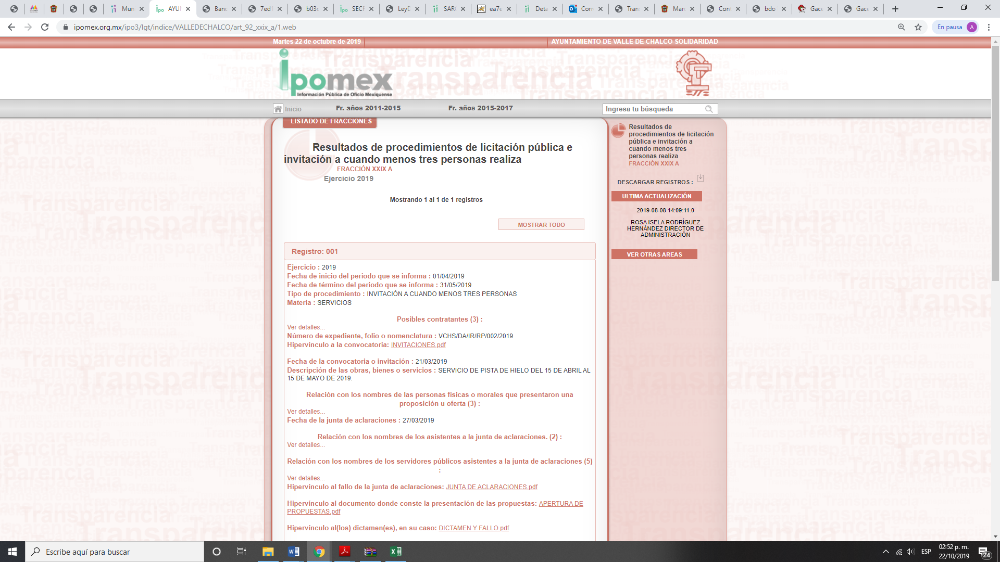 Mun
AYUI
Banc
7ed1
b03c
SECR
LeyD
SARC
ea7e
Deta
Corre
Tran:
Marc
Cont
bdo
Gace
Gace
ipomex.org.mx/ipo3/lgt/indice/VALLEDECHALCO/art_92_xxix_a/1.web
En pausa A
Martes 22 de octubre de 2019
AYUNTAMIENTO DE VALLE DE CHALCO SOLIDARIDAD
ipomex
Información Pública de Oficio Mexiquense
Transparencia
Inicio
Fr. años 2011-2015
Fr. años 2015-2017
Ingresa tu búsqueda
LISTADO DE FRACCIONES
Resultados de procedimientos de licitación pública e
invitación a cuando menos tres personas realiza
FRACCIÓN XXIX A
Ejercicio 2019
Mostrando 1 al 1 de 1 registros
MOSTRAR TODO
Registro: 001
Ejercicio : 2019
Fecha de inicio del periodo que se informa : 01/04/2019
Fecha de término del periodo que se informa : 31/05/2019
Tipo de procedimiento : INVITACIÓN A CUANDO MENOS TRES PERSONAS
Materia : SERVICIOS
Posibles contratantes (3) :
Ver detalles...
Número de expediente, folio o nomenclatura : VCHS/DA/IR/RP/002/2019
Hipervínculo a la convocatoria: INVITACIONES.pdf
Fecha de la convocatoria o invitación : 21/03/2019
Descripción de las obras, bienes o servicios : SERVICIO DE PISTA DE HIELO DEL 15 DE ABRIL AL
15 DE MAYO DE 2019.
Relación con los nombres de las personas físicas o morales que presentaron una
proposición u oferta (3) :
Ver detalles...
Fecha de la junta de aclaraciones : 27/03/2019
Relación con los nombres de los asistentes a la junta de aclaraciones. (2) :
Ver detalles...
Relación con los nombres de los servidores públicos asistentes a la junta de aclaraciones (5)
:
Ver detalles...
Hipervínculo al fallo de la junta de aclaraciones: JUNTA DE ACLARACIONES.pdf
Hipervínculo al documento donde conste la presentación de las propuestas: APERTURA DE
PROPUESTAS.pdf
Hipervínculo al(los) dictamen(es), en su caso: DICTAMEN Y FALLO.pdf
Resultados de
procedimientos de licitación
pública e invitación a
cuando menos tres
personas realiza
FRACCIÓN XXIX A
DESCARGAR REGISTROS :
ULTIMA ACTUALIZACIÓN
2019-08-08 14:09:11.0
ROSA ISELA RODRÍGUEZ
HERNÁNDEZ DIRECTOR DE
ADMINISTRACIÓN
VER OTRAS AREAS
Escribe aquí para buscar
ESP
02:52 p. m.
22/10/2019
24